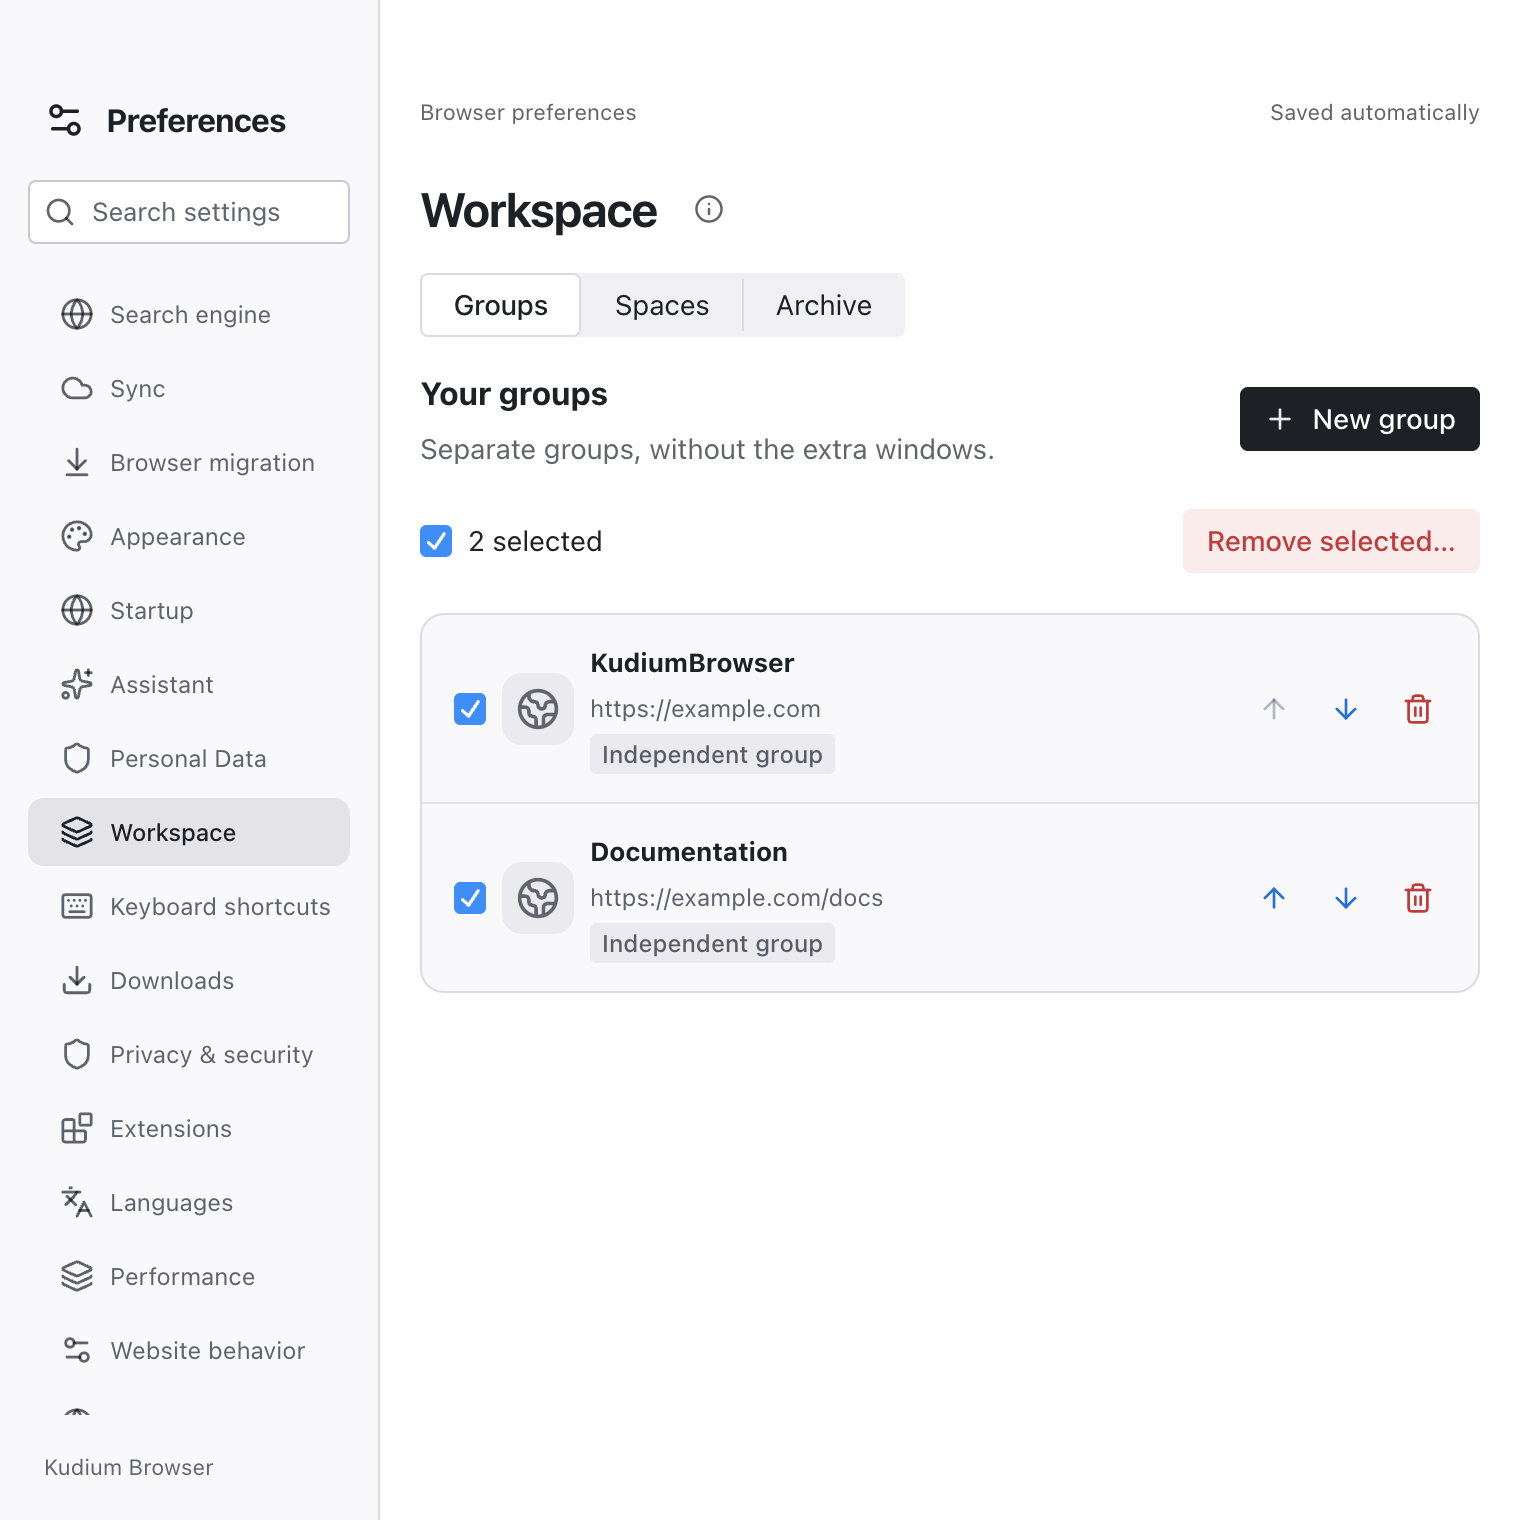 Preferences
Search settings
Search engine
Sync
Browser migration
Appearance
Startup
Assistant
Personal Data
Workspace
Keyboard shortcuts
Downloads
Privacy & security
Extensions
Languages
Performance
Website behavior
Kudium Browser
Browser preferences
Saved automatically
Workspace
Groups
Spaces
Archive
Your groups
Separate groups, without the extra windows.
New group
2 selected
Remove selected...
KudiumBrowser
https://example.com
Independent group
Documentation
https://example.com/docs
Independent group